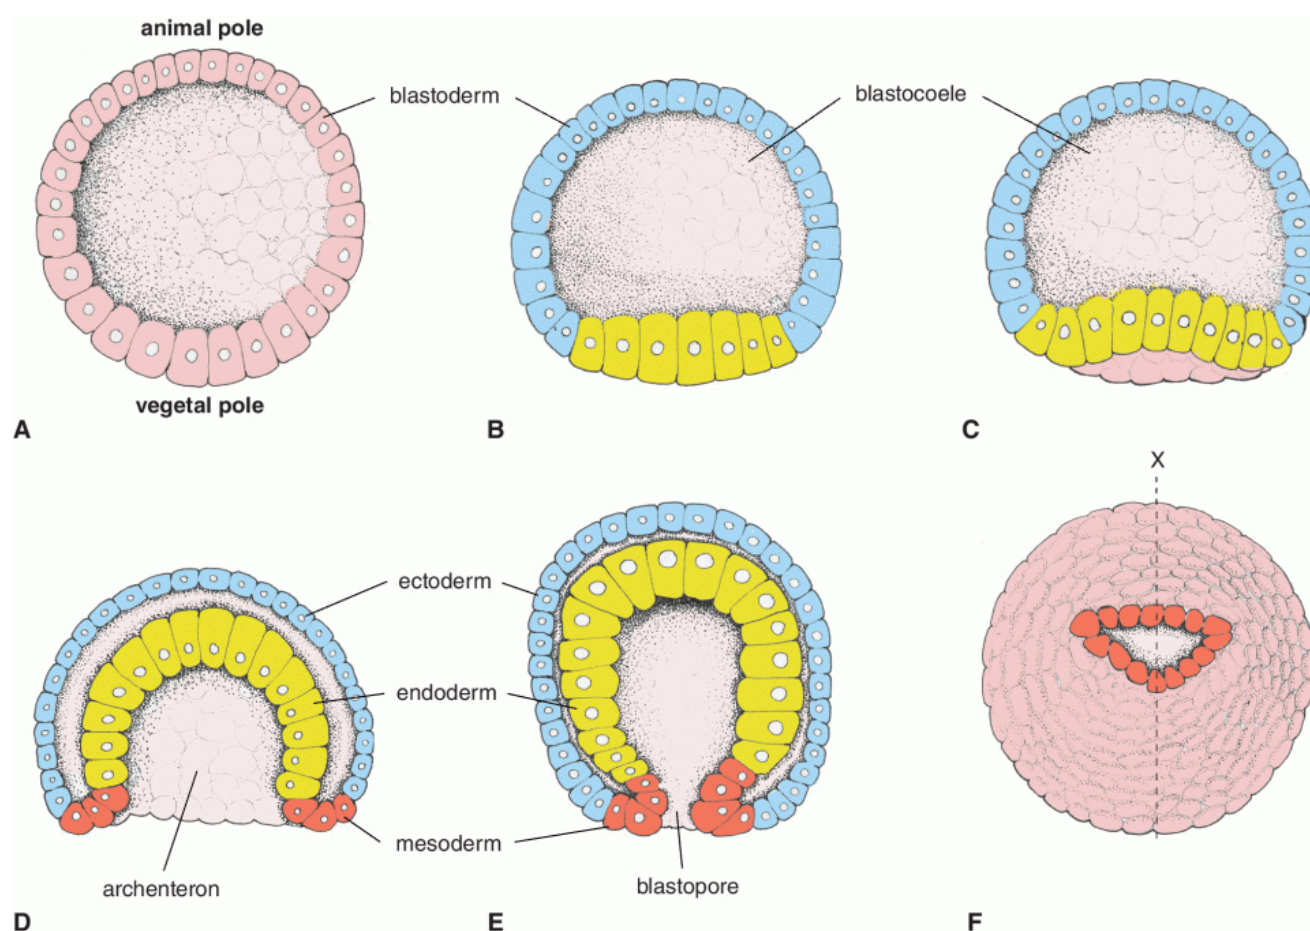 animal pole
blastoderm
blastocoele
vegetal pole
A
B
C
X
ectoderm
endoderm
mesoderm
archenteron
blastopore
D
E
F